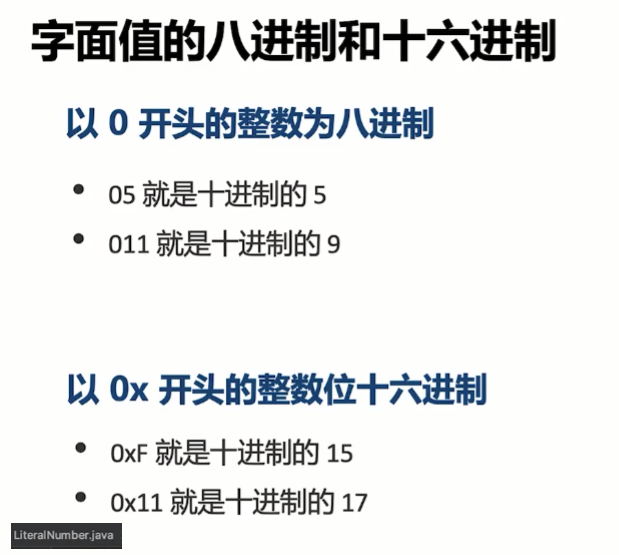 字面值的八进制和十六进制
以 0 开头的整数为八进制
• 05 就是十进制的 5
• 011 就是十进制的 9
以 0x 开头的整数位十六进制
• 0xF 就是十进制的 15
• 0x11 就是十进制的 17
LiteralNumber.java